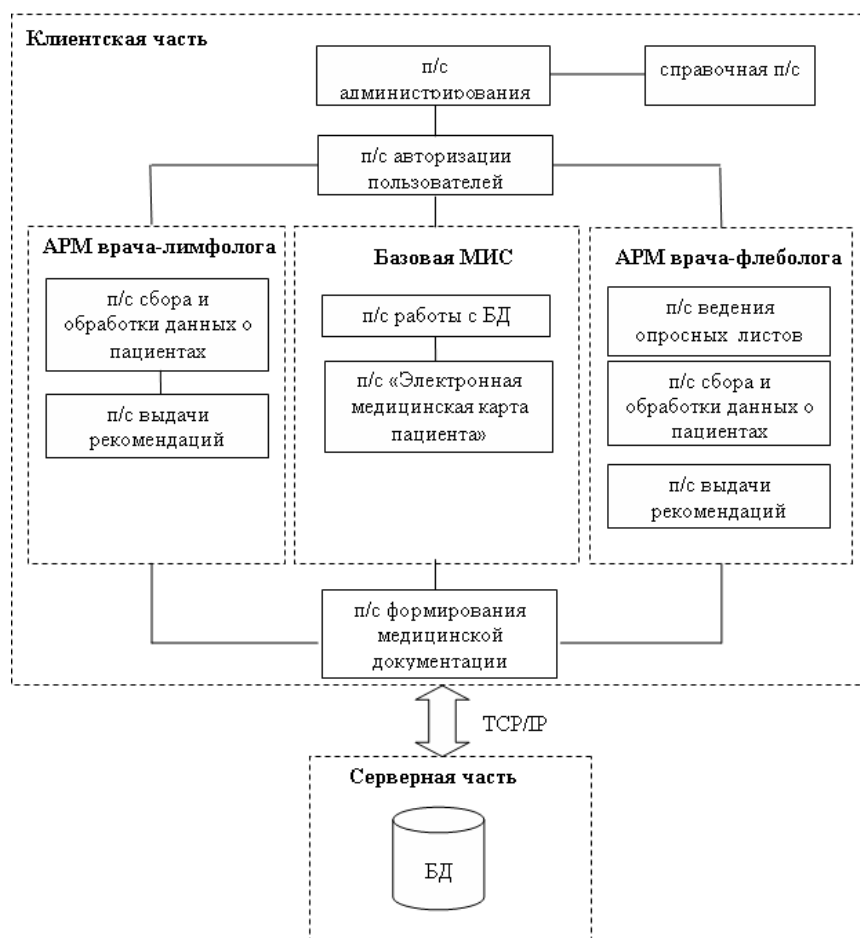 Клиентская часть
п/с
администрирования
справочная п/с
п/с авторизации
пользователей
АРМ врача-лимфолога
п/с сбора и
обработки данных о
пациентах
п/с выдачи
рекомендаций
Базовая МИС
п/с работы с БД
п/с «Электронная
медицинская карта
пациента»
АРМ врача-флеболога
п/с ведения
опросных листов
п/с сбора и
обработки данных о
пациентах
п/с выдачи
рекомендаций
п/с формирования
медицинской
документации
TCP/IP
Серверная часть
БД